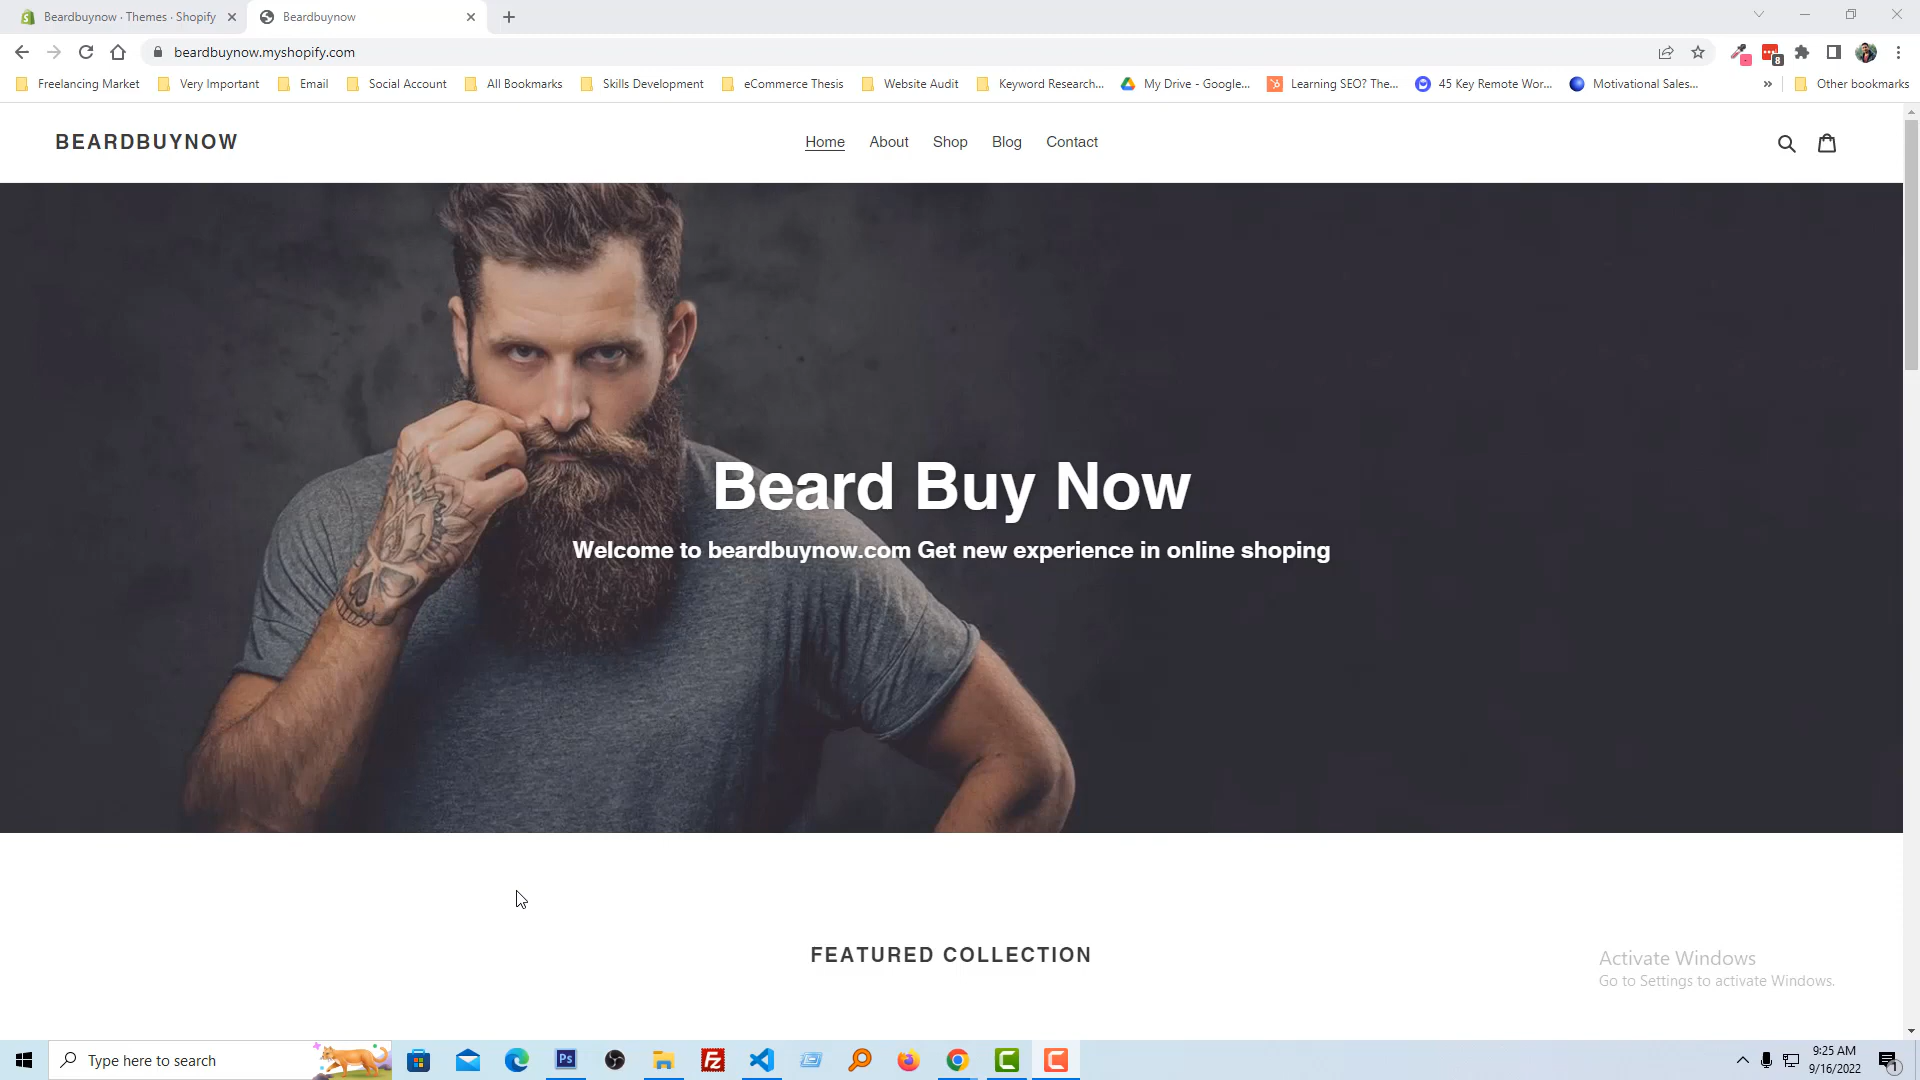 Beardbuynow · Themes · Shopify
Beardbuynow
beardbuynow.myshopify.com
8
Freelancing Market
Very Important
Email
Social Account
All Bookmarks
Skills Development
eCommerce Thesis
Website Audit
Keyword Research...
My Drive - Google...
Learning SEO? The...
45 Key Remote Wor...
Motivational Sales...
»
Other bookmarks
BEARDBUYNOW
Home
About
Shop
Blog
Contact
Beard Buy Now
Welcome to beardbuynow.com Get new experience in online shoping
FEATURED COLLECTION
Activate Windows
Go to Settings to activate Windows.
Type here to search
Ps
Fz
9:25 AM
9/16/2022
1